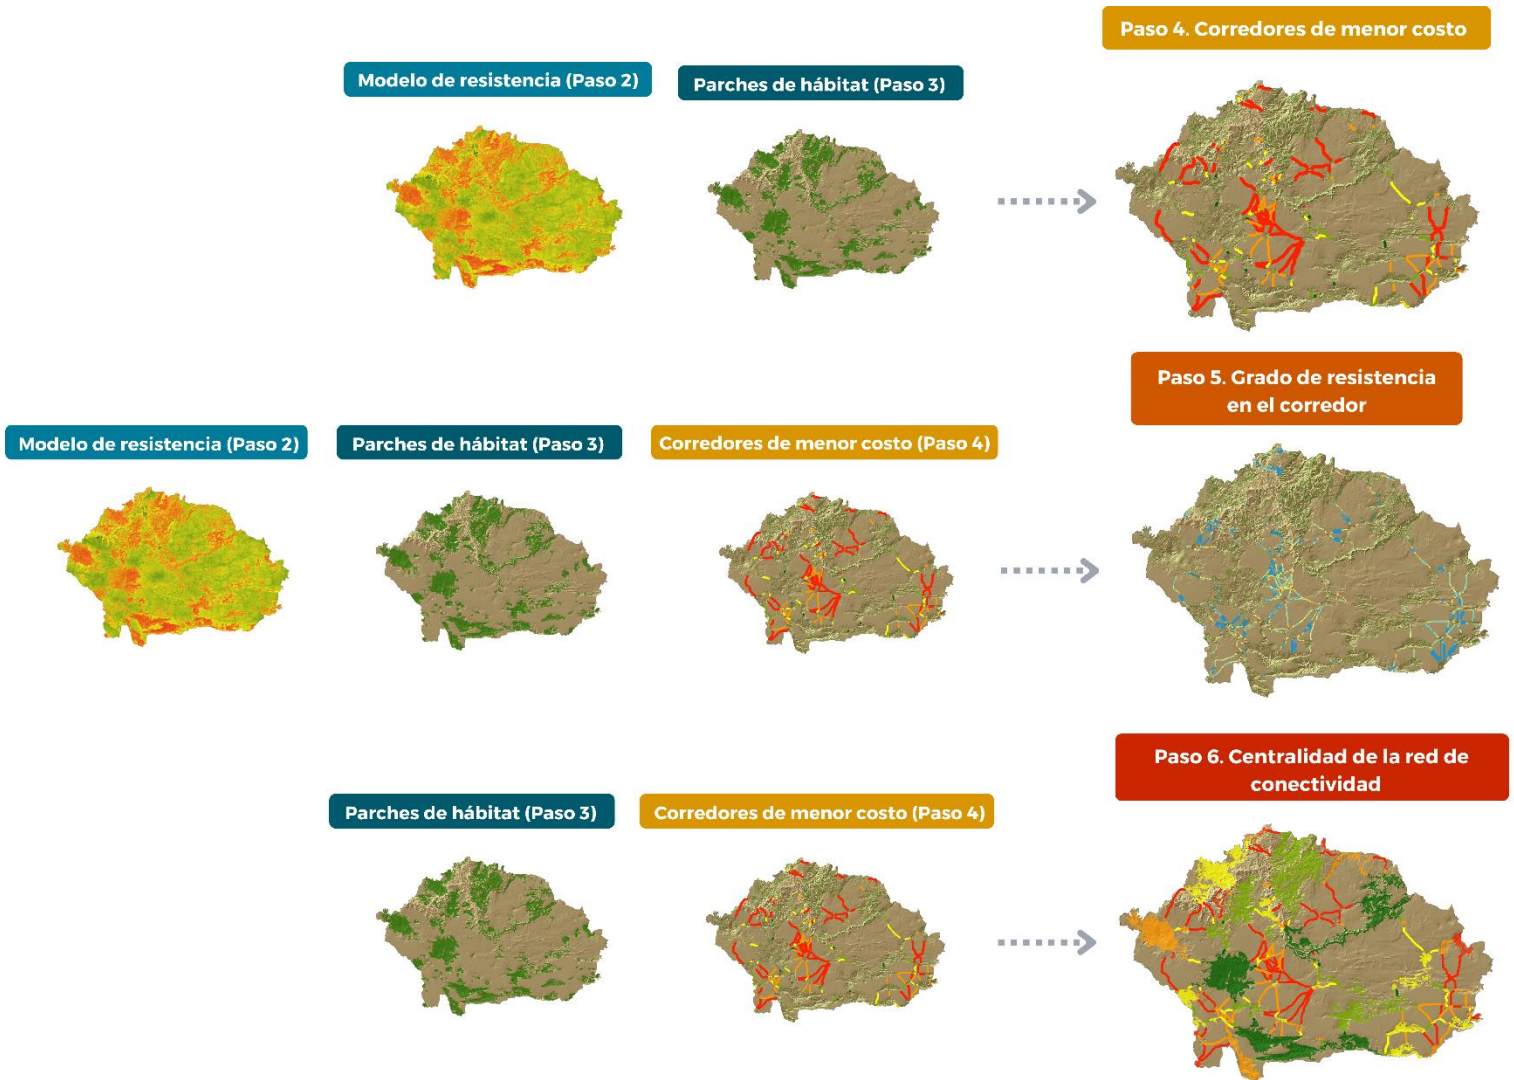 Paso 4. Corredores de menor costo
Modelo de resistencia (Paso 2)
Parches de hábitat (Paso 3)
Paso 5. Grado de resistencia
en el corredor
Modelo de resistencia (Paso 2)
Parches de hábitat (Paso 3)
Corredores de menor costo (Paso 4)
Paso 6. Centralidad de la red de
conectividad
Parches de hábitat (Paso 3)
Corredores de menor costo (Paso 4)